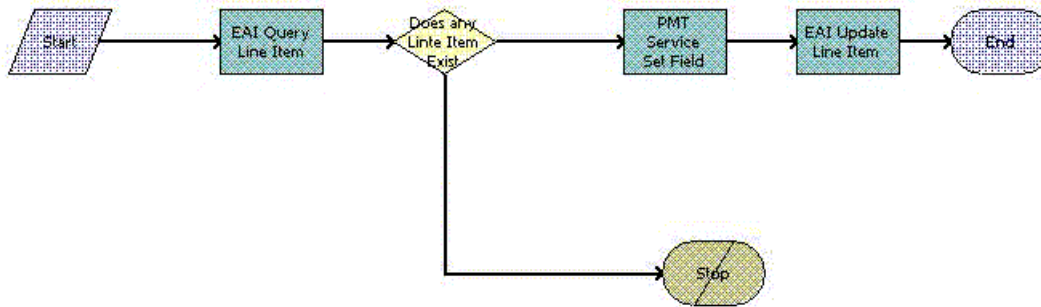 Start
EAI Query
Line Item
Does any
Linte Item
Exist
PMT
Service
Set Field
EAI Update
Line Item
End
Stop